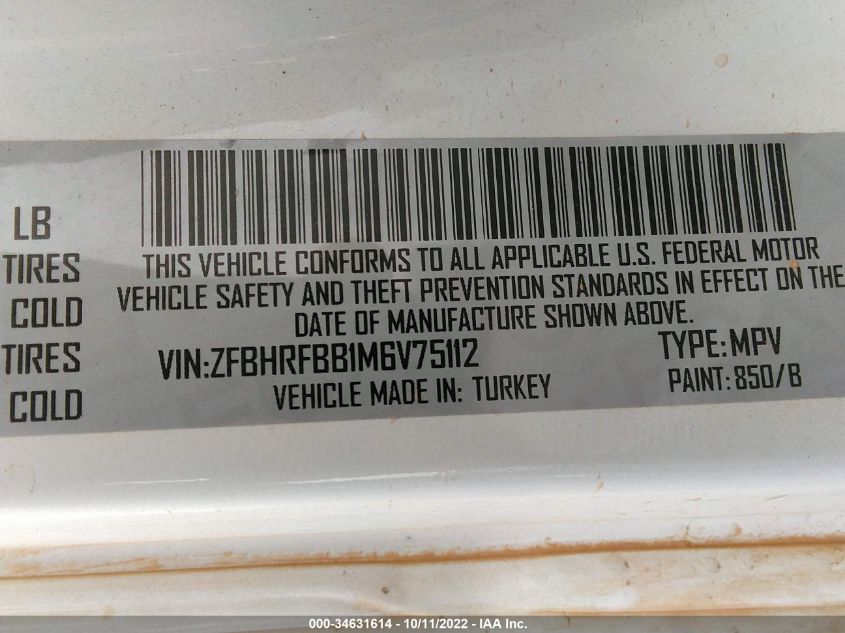 LB
TIRES
COLD
TIRES
COLD
THIS VEHICLE CONFORMS TO ALL APPLICABLE U.S. FEDERAL MOTOR
VEHICLE SAFETY AND THEFT PREVENTION STANDARDS IN EFFECT ON THE
DATE OF MANUFACTURE SHOWN ABOVE.
VIN:ZFBHRFBB1M6V75112
TYPE:MPV
VEHICLE MADE IN: TURKEY
PAINT:850/B
000-34631614 - 10/11/2022 - IAA Inc.